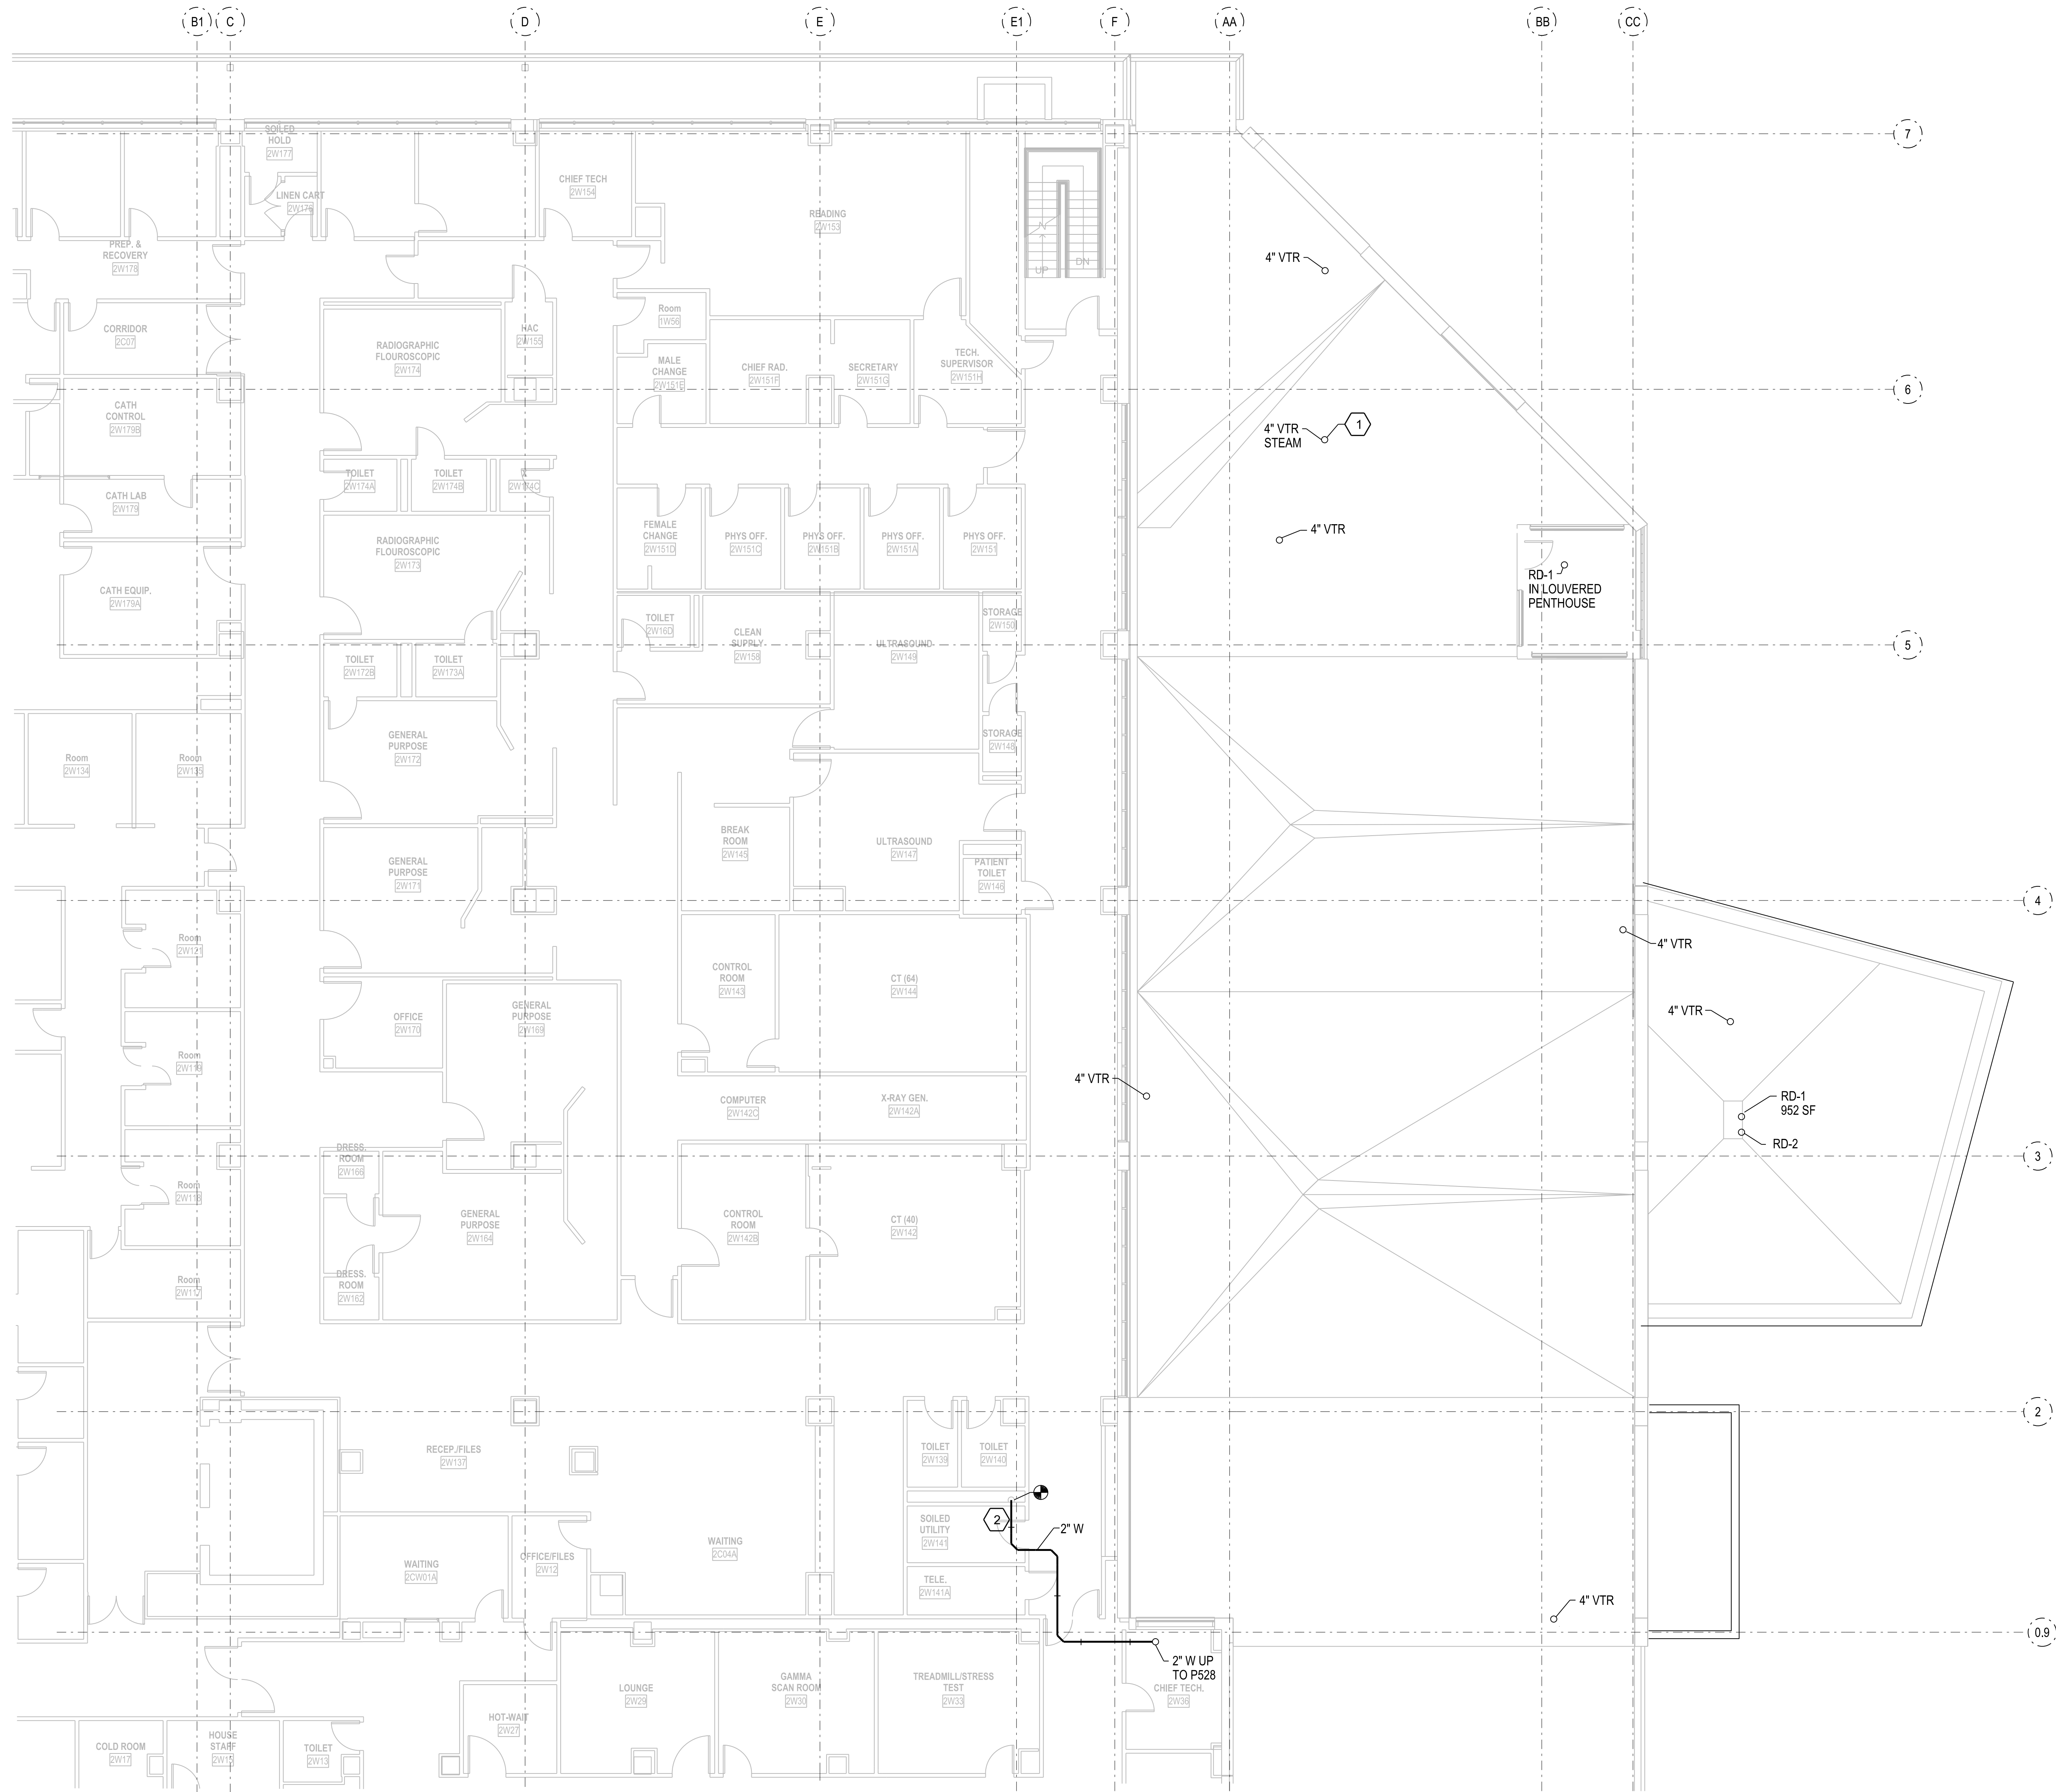 B1
C
D
E
E1
F
AA
BB
CC
7
SOILED
HOLD
2W177
LINEN CART
2W176
CHIEF TECH
2W154
READING
2W153
UP
DN
PREP. &
RECOVERY
2W178
4" VTR
Room
1W56
CORRIDOR
2C07
RADIOGRAPHIC
FLOUROSCOPIC
2W174
HAC
2W155
MALE
CHANGE
2W151E
CHIEF RAD.
2W151F
SECRETARY
2W151G
TECH.
SUPERVISOR
2W151H
6
CATH
CONTROL
2W179B
4" VTR
STEAM
1
TOILET
2W174A
TOILET
2W174B
2W174C
CATH LAB
2W179
FEMALE
CHANGE
2W151D
PHYS OFF.
2W151C
PHYS OFF.
2W151B
PHYS OFF.
2W151A
PHYS OFF.
2W151
4" VTR
RADIOGRAPHIC
FLOUROSCOPIC
2W173
RD-1
IN LOUVERED
PENTHOUSE
CATH EQUIP.
2W179A
TOILET
2W16D
CLEAN
SUPPLY
2W158
ULTRASOUND
2W149
STORAGE
2W150
5
TOILET
2W172B
TOILET
2W173A
GENERAL
PURPOSE
2W172
STORAGE
2W148
Room
2W134
Room
2W135
BREAK
ROOM
2W145
ULTRASOUND
2W147
PATIENT
TOILET
2W146
GENERAL
PURPOSE
2W171
4
Room
2W121
4" VTR
CONTROL
ROOM
2W143
CT (64)
2W144
OFFICE
2W170
GENERAL
PURPOSE
2W169
4" VTR
Room
2W119
4" VTR
COMPUTER
2W142C
X-RAY GEN.
2W142A
RD-1
952 SF
RD-2
3
DRESS.
ROOM
2W166
Room
2W118
GENERAL
PURPOSE
2W164
CONTROL
ROOM
2W142B
CT (40)
2W142
DRESS.
ROOM
2W162
Room
2W117
2
RECEP./FILES
2W137
TOILET
2W139
TOILET
2W140
2
SOILED
UTILITY
2W141
2" W
WAITING
2C04A
WAITING
2CW01A
OFFICE/FILES
2W12
TELE.
2W141A
4" VTR
0.9
2" W UP
TO P528
LOUNGE
2W29
GAMMA
SCAN ROOM
2W30
TREADMILL/STRESS
TEST
2W33
CHIEF TECH.
2W36
HOT-WAIT
2W27
COLD ROOM
2W17
HOUSE
STAFF
2W15
TOILET
2W13